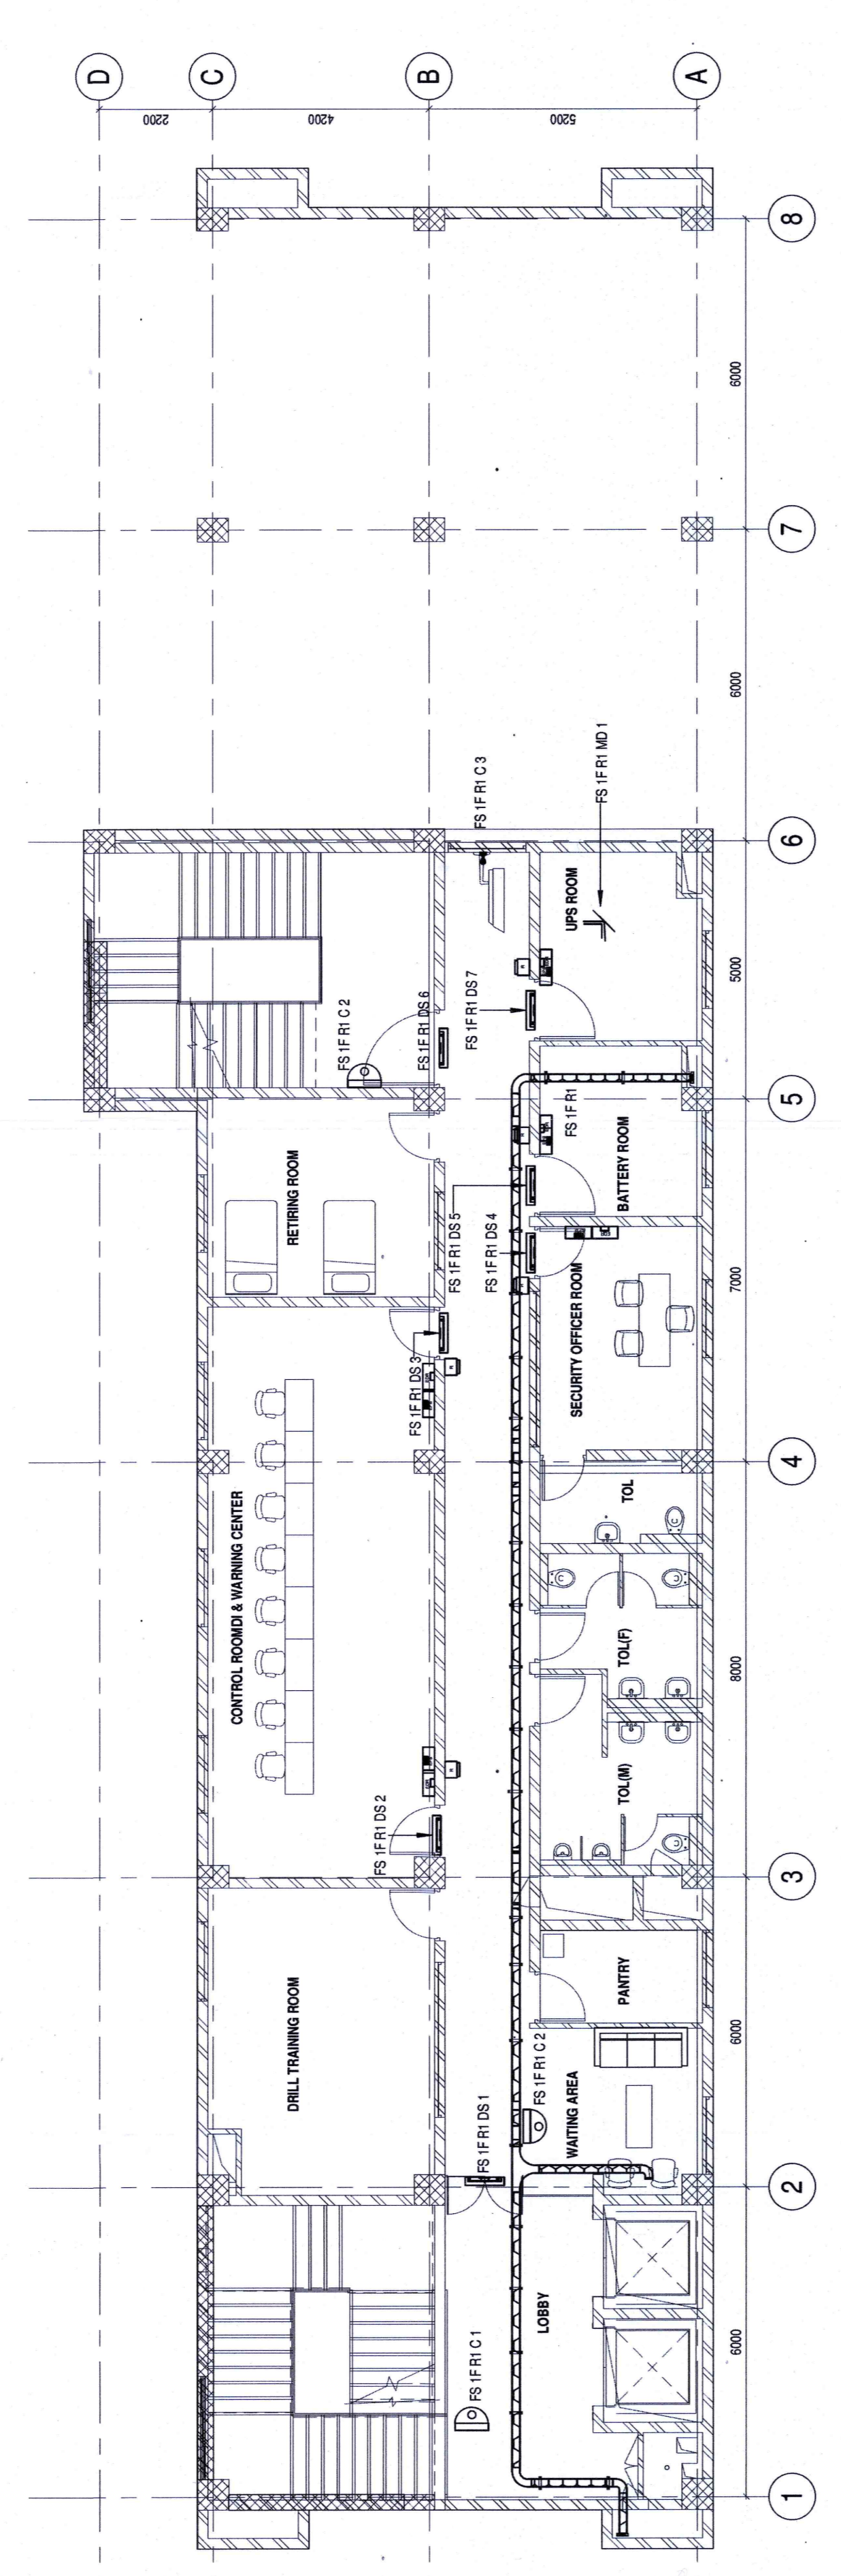 D
C
B
A
2200
4200
5200
8
6000
7
6000
FS 1F R1 MD 1
FS 1F R1 C 3
6
UPS ROOM
5000
FS 1F R1 C 2
FS 1F R1 DS 6
FS 1F R1 DS 7
5
FS 1F R1
RETIRING ROOM
BATTERY ROOM
FS 1F R1 DS 5
FS 1F R1 DS 4
7000
SECURITY OFFICER ROOM
FS 1F R1 DS 3
4
CONTROL ROOMDI & WARNING CENTER
TOL
TOL(F)
8000
TOL(M)
FS 1F R1 DS 2
3
DRILL TRAINING ROOM
PANTRY
6000
FS 1F R1 C 2
WAITING AREA
FS 1F R1 DS 1
2
LOBBY
6000
FS 1F R1 C 1
1